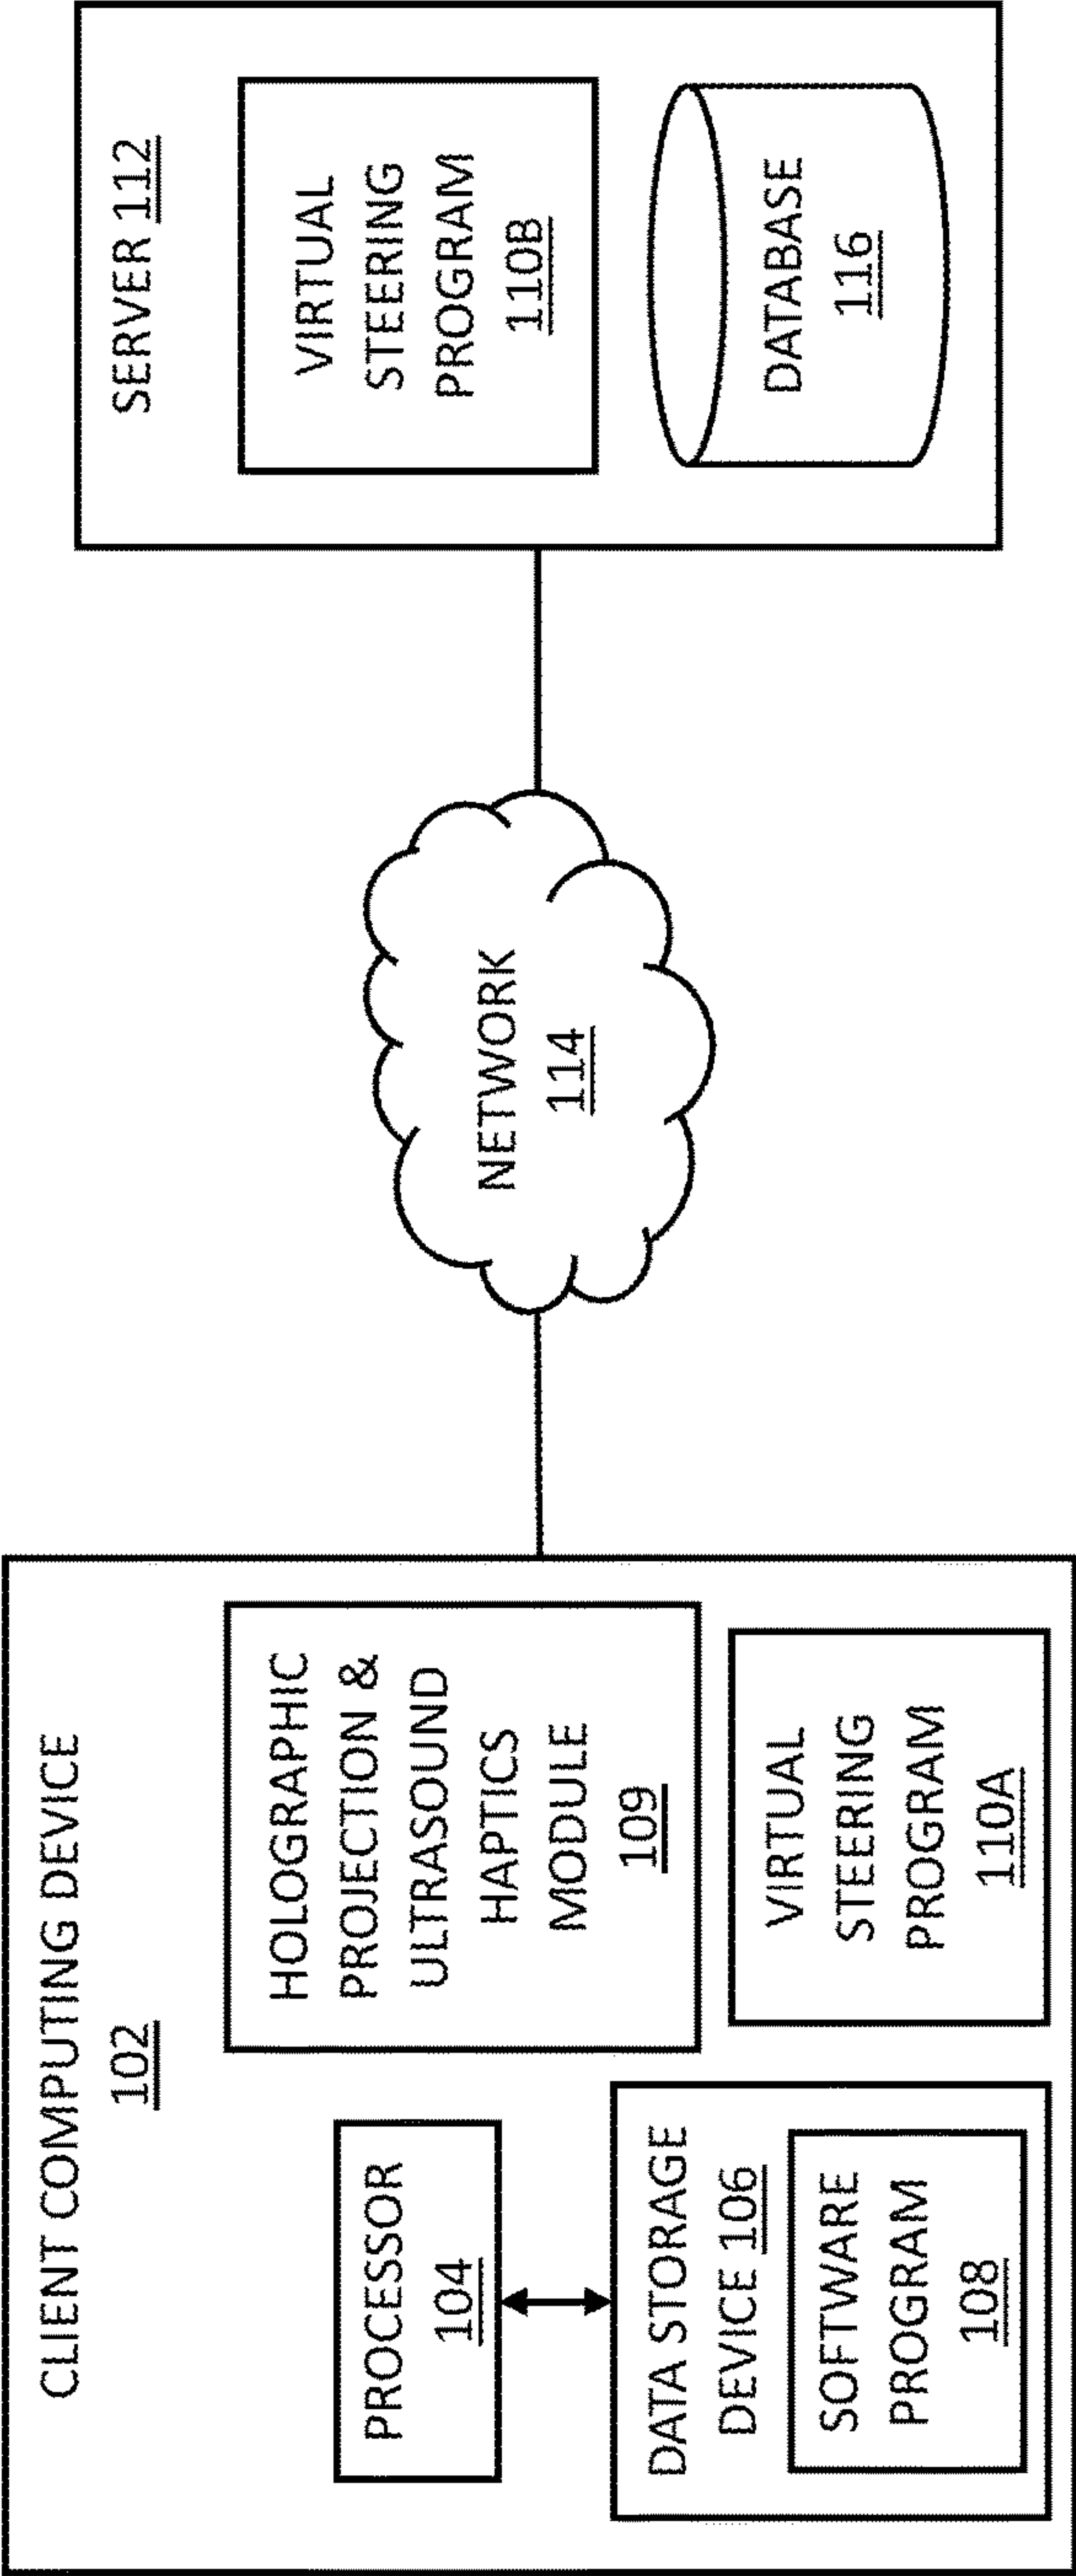 CLIENT COMPUTING DEVICE
102
PROCESSOR
104
DATA STORAGE
DEVICE 106
SOFTWARE
PROGRAM
108
HOLOGRAPHIC
PROJECTION &
ULTRASOUND
HAPTICS
MODULE
109
VIRTUAL
STEERING
PROGRAM
110A
NETWORK
114
SERVER 112
VIRTUAL
STEERING
PROGRAM
110B
DATABASE
116